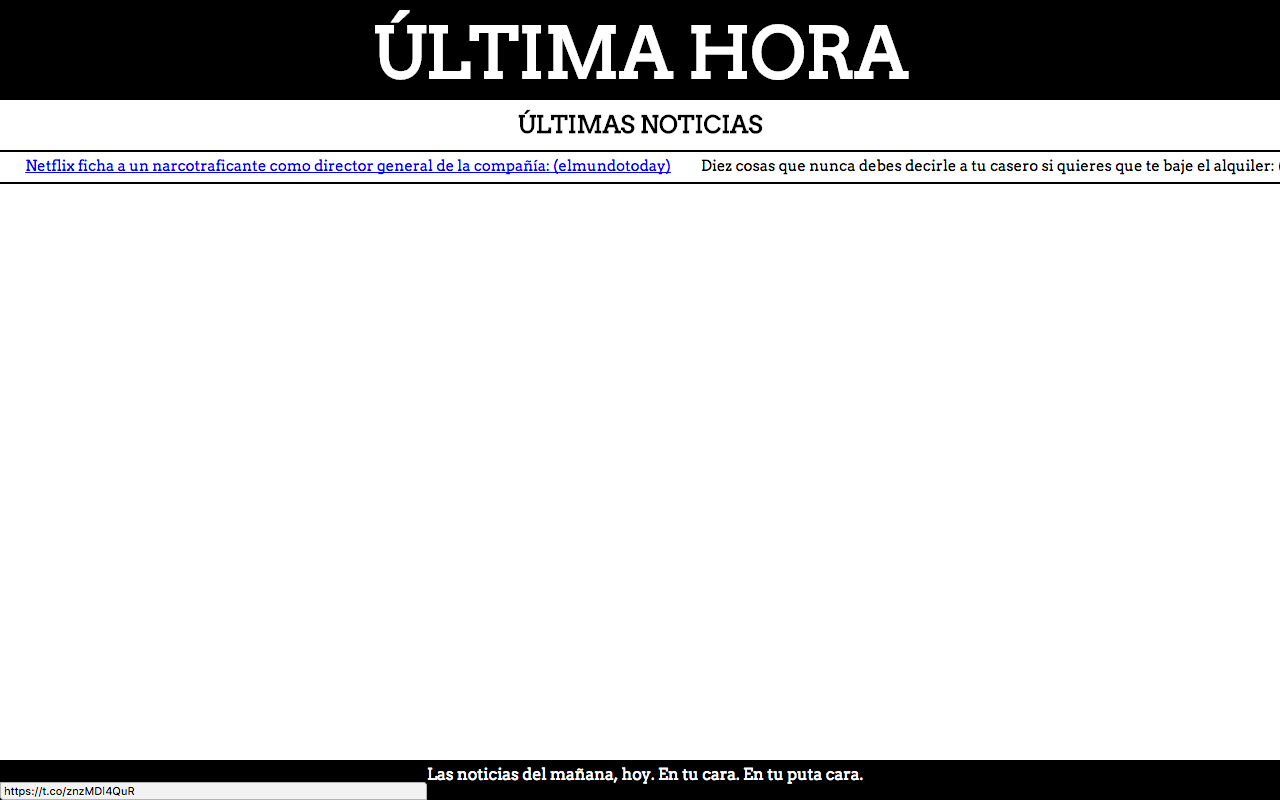 ÚLTIMA HORA
ÚLTIMAS NOTICIAS
Netflix ficha a un narcotraficante como director general de la compañía: (elmundotoday) Diez cosas que nunca debes decirle a tu casero si quieres que te baje el alquiler:
Las noticias del mañana, hoy. En tu cara. En tu puta cara.
https://t.co/znzMDl4QuR